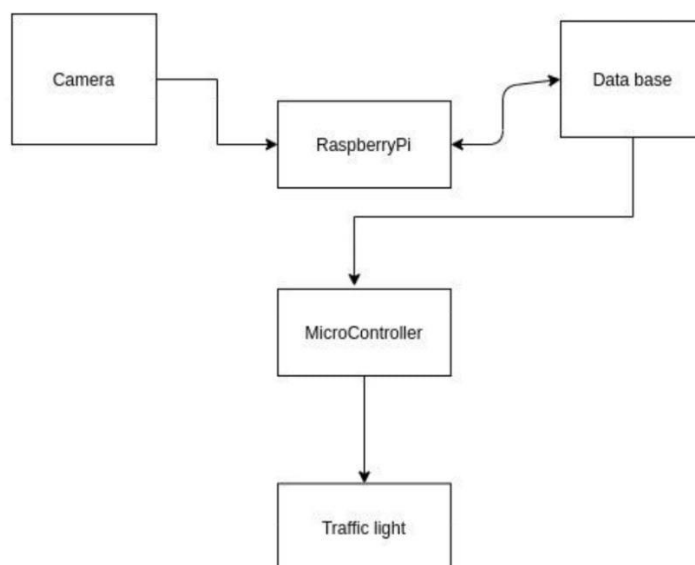 Camera
Data base
RaspberryPi
MicroController
Traffic light